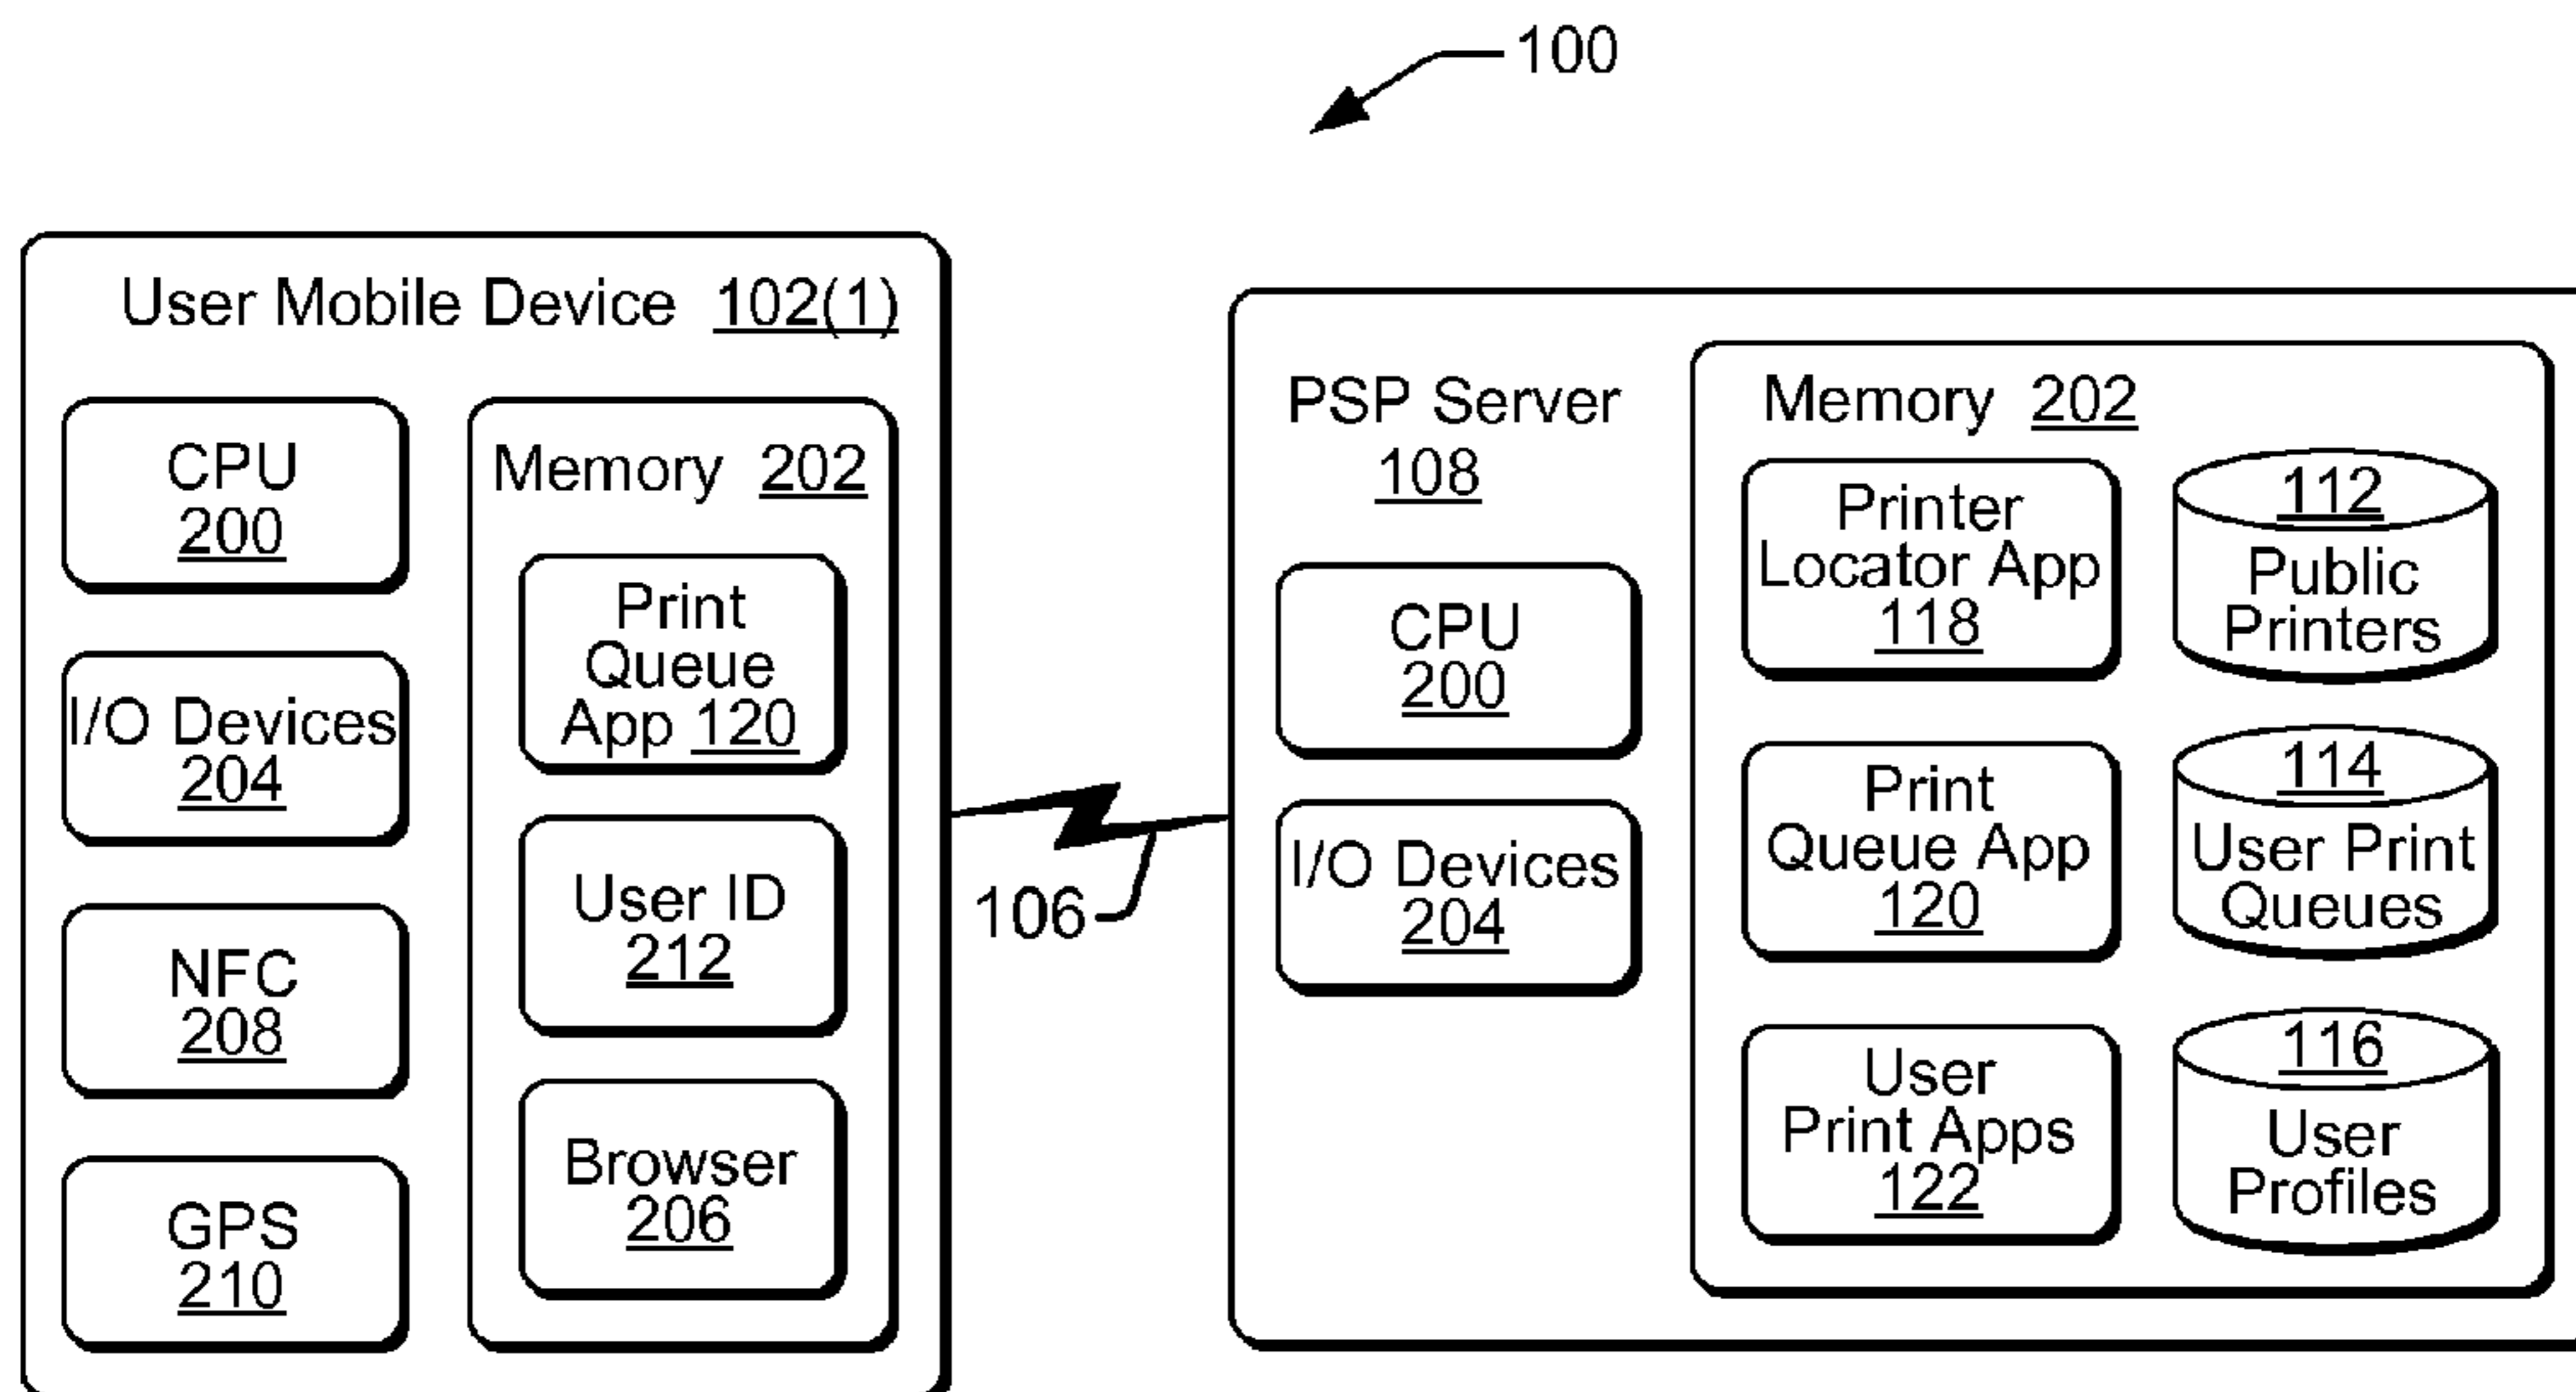 100
User Mobile Device 102(1)
CPU
200
I/O Devices
204
NFC
208
GPS
210
Memory 202
Print
Queue
App 120
User ID
212
Browser
206
106
PSP Server
108
CPU
200
I/O Devices
204
Memory 202
Printer
Locator App
118
Print
Queue App
120
User
Print Apps
122
112
Public
Printers
114
User Print
Queues
116
User
Profiles